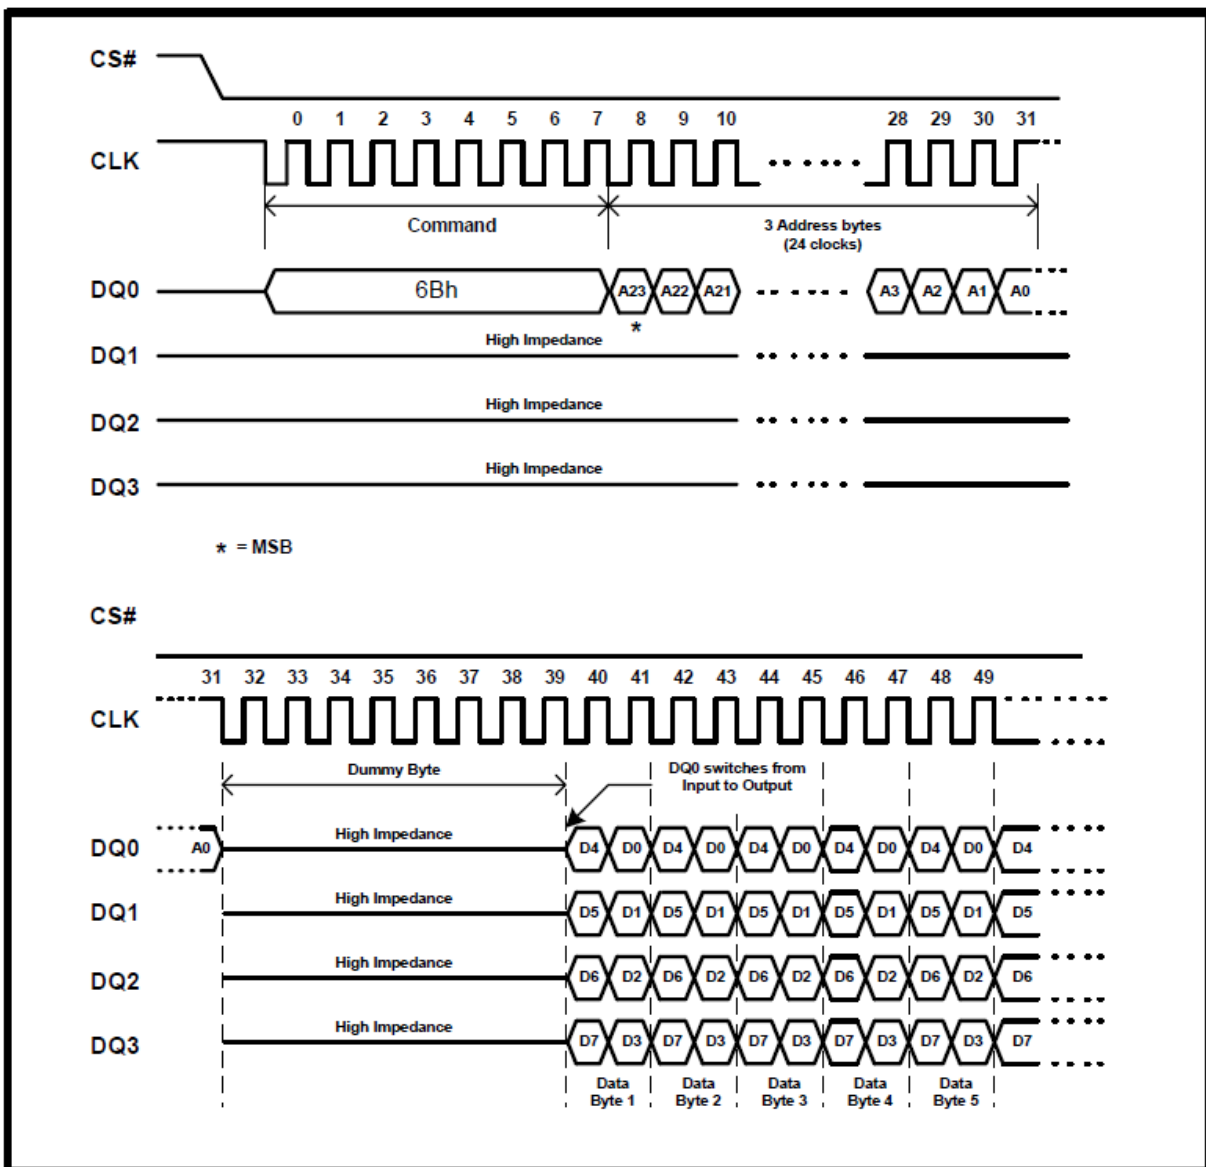 CS#
0 1 2 3 4 5 6 7 8 9 10 28 29 30 31
CLK
Command
3 Address bytes
(24 clocks)
DQ0 6Bh A23 A22 A21 A3 A2 A1 A0
*
High Impedance
DQ1
High Impedance
DQ2
High Impedance
DQ3
* = MSB
CS#
31 32 33 34 35 36 37 38 39 40 41 42 43 44 45 46 47 48 49
CLK
Dummy Byte
DQ0 switches from
Input to Output
High Impedance
DQ0 A0 D4 D0 D4 D0 D4 D0 D4 D0 D4 D0 D4
High Impedance
DQ1 D5 D1 D5 D1 D5 D1 D5 D1 D5 D1 D5
High Impedance
DQ2 D6 D2 D6 D2 D6 D2 D6 D2 D6 D2 D6
High Impedance
DQ3 D7 D3 D7 D3 D7 D3 D7 D3 D7 D3 D7
Data Data Data Data Data
Byte 1 Byte 2 Byte 3 Byte 4 Byte 5